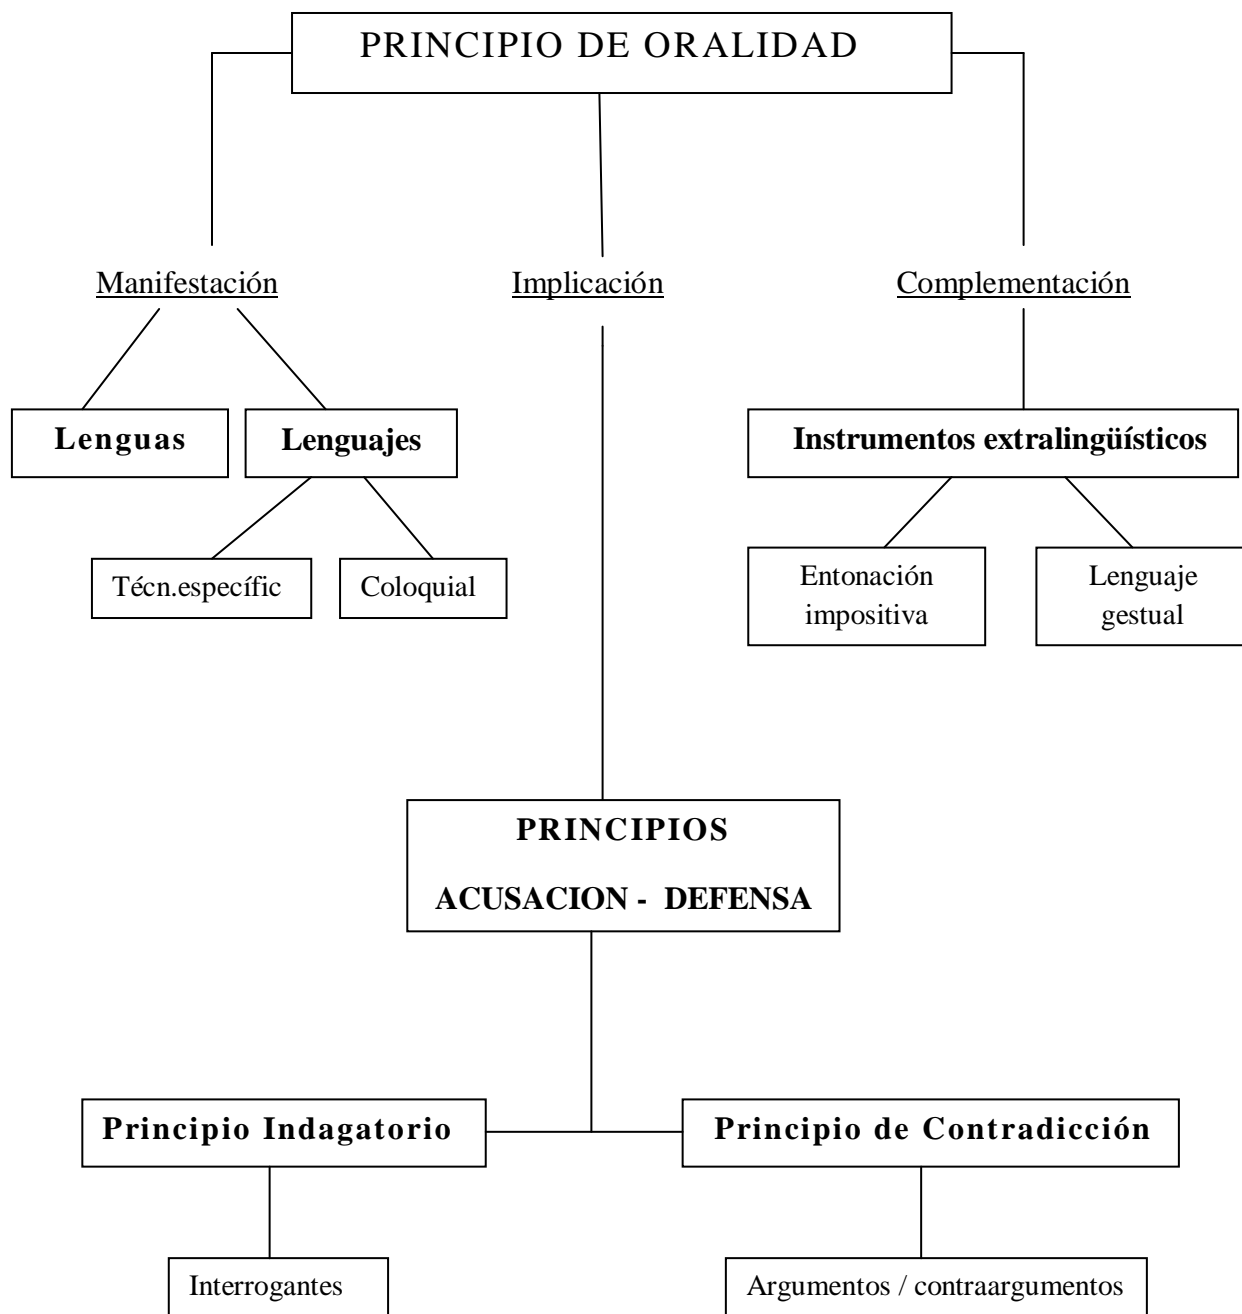 PRINCIPIO DE ORALIDAD
Manifestación
Implicación
Complementación
Lenguas
Lenguajes
Instrumentos extralingüísticos
Técn.específic
Coloquial
Entonación
impositiva
Lenguaje
gestual
PRINCIPIOS
ACUSACION - DEFENSA
Principio Indagatorio
Principio de Contradicción
Interrogantes
Argumentos / contraargumentos